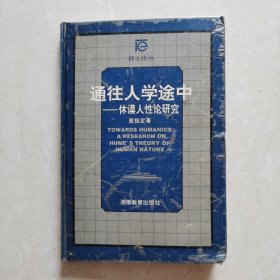 博士论丛
通往人学途中
——休谟人性论研究
黄振定著
TOWARDS HUMANICS:
A RESEARCH ON
HUME'S THEORY OF
HUMAN NATURE
湖南教育出版社